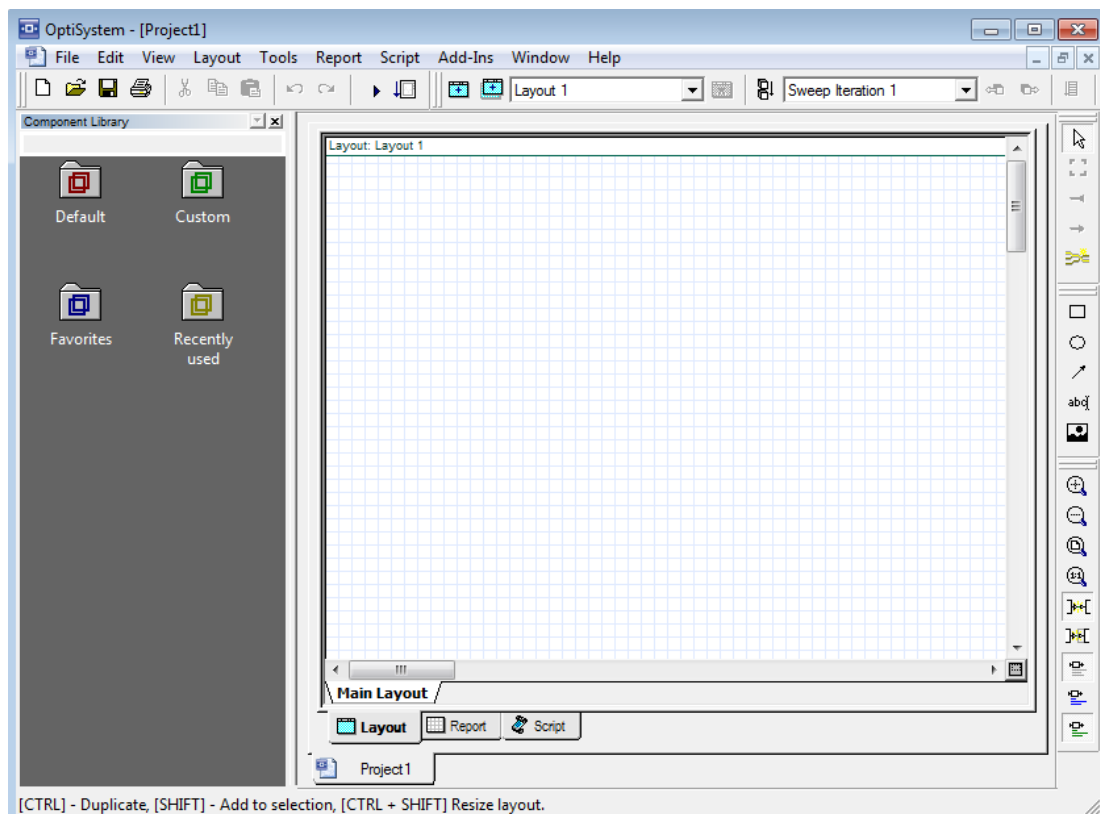 OptiSystem - [Project1]
File Edit View Layout Tools Report Script Add-Ins Window Help
Layout 1
Sweep Iteration 1
Component Library
Default
Custom
Favorites
Recently
used
Layout: Layout 1
abc
1:1
Main Layout
Layout
Report
Script
Project1
[CTRL] - Duplicate, [SHIFT] - Add to selection, [CTRL + SHIFT] Resize layout.